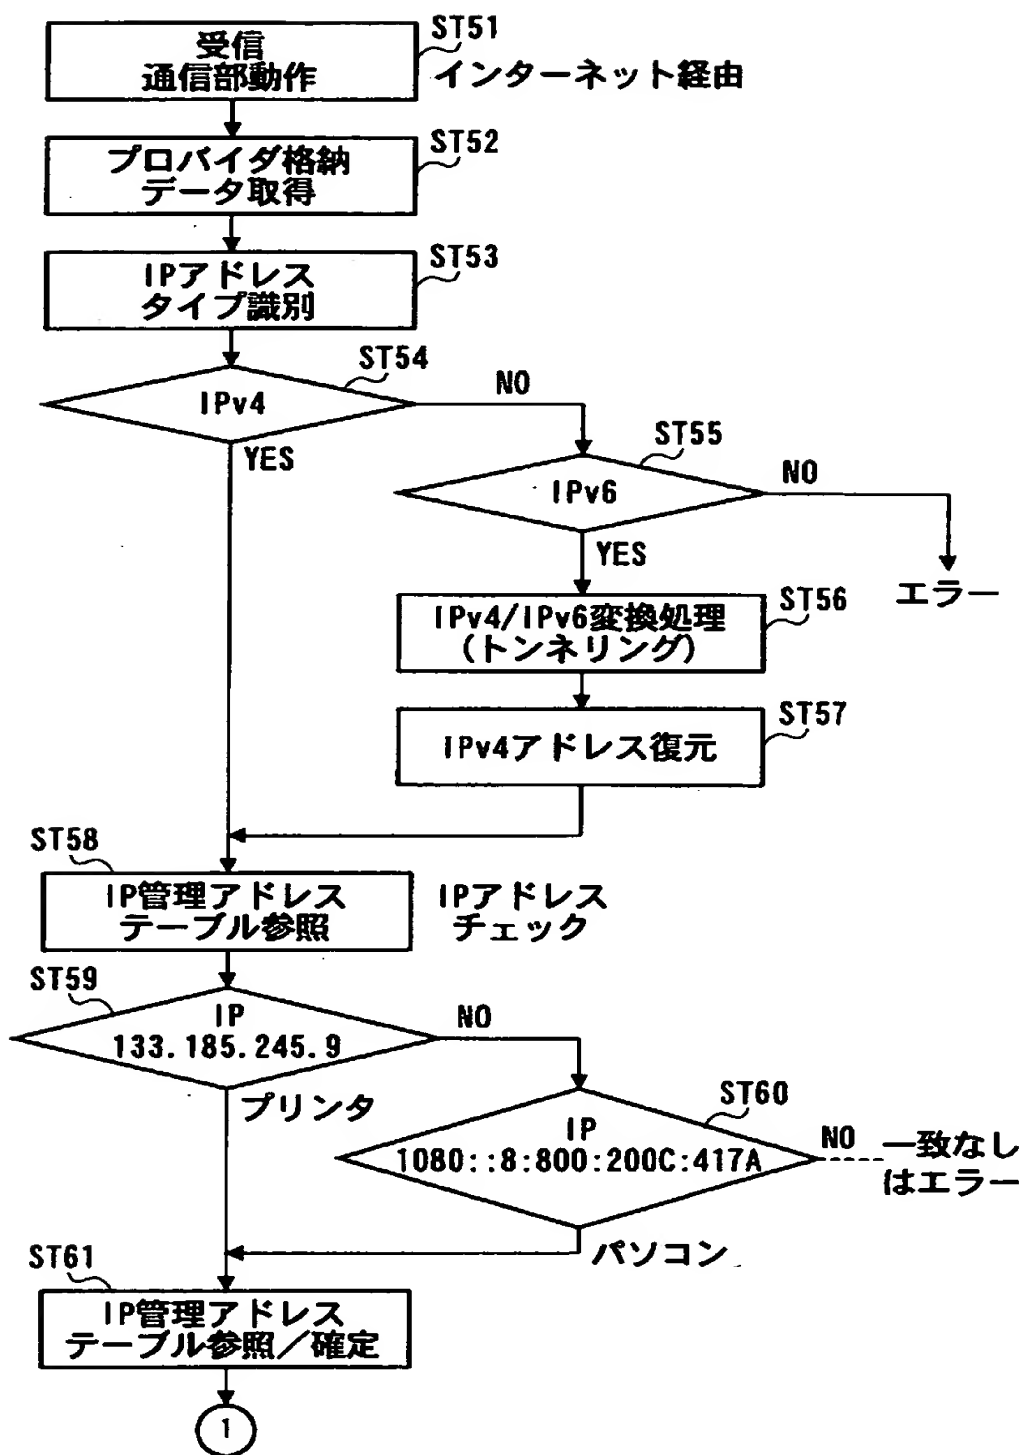 ST51
受信
通信部動作
インターネット経由
ST52
プロバイダ格納
データ取得
ST53
IPアドレス
タイプ識別
ST54
IPv4
NO
YES
ST55
IPv6
NO
YES
エラー
ST56
IPv4/IPv6変換処理
(トンネリング)
ST57
IPv4アドレス復元
ST58
IP管理アドレス
テーブル参照
IPアドレス
チェック
ST59
IP
133.185.245.9
NO
プリンタ
ST60
IP
1080::8:800:200C:417A
NO
一致なし
はエラー
パソコン
ST61
IP管理アドレス
テーブル参照/確定
1